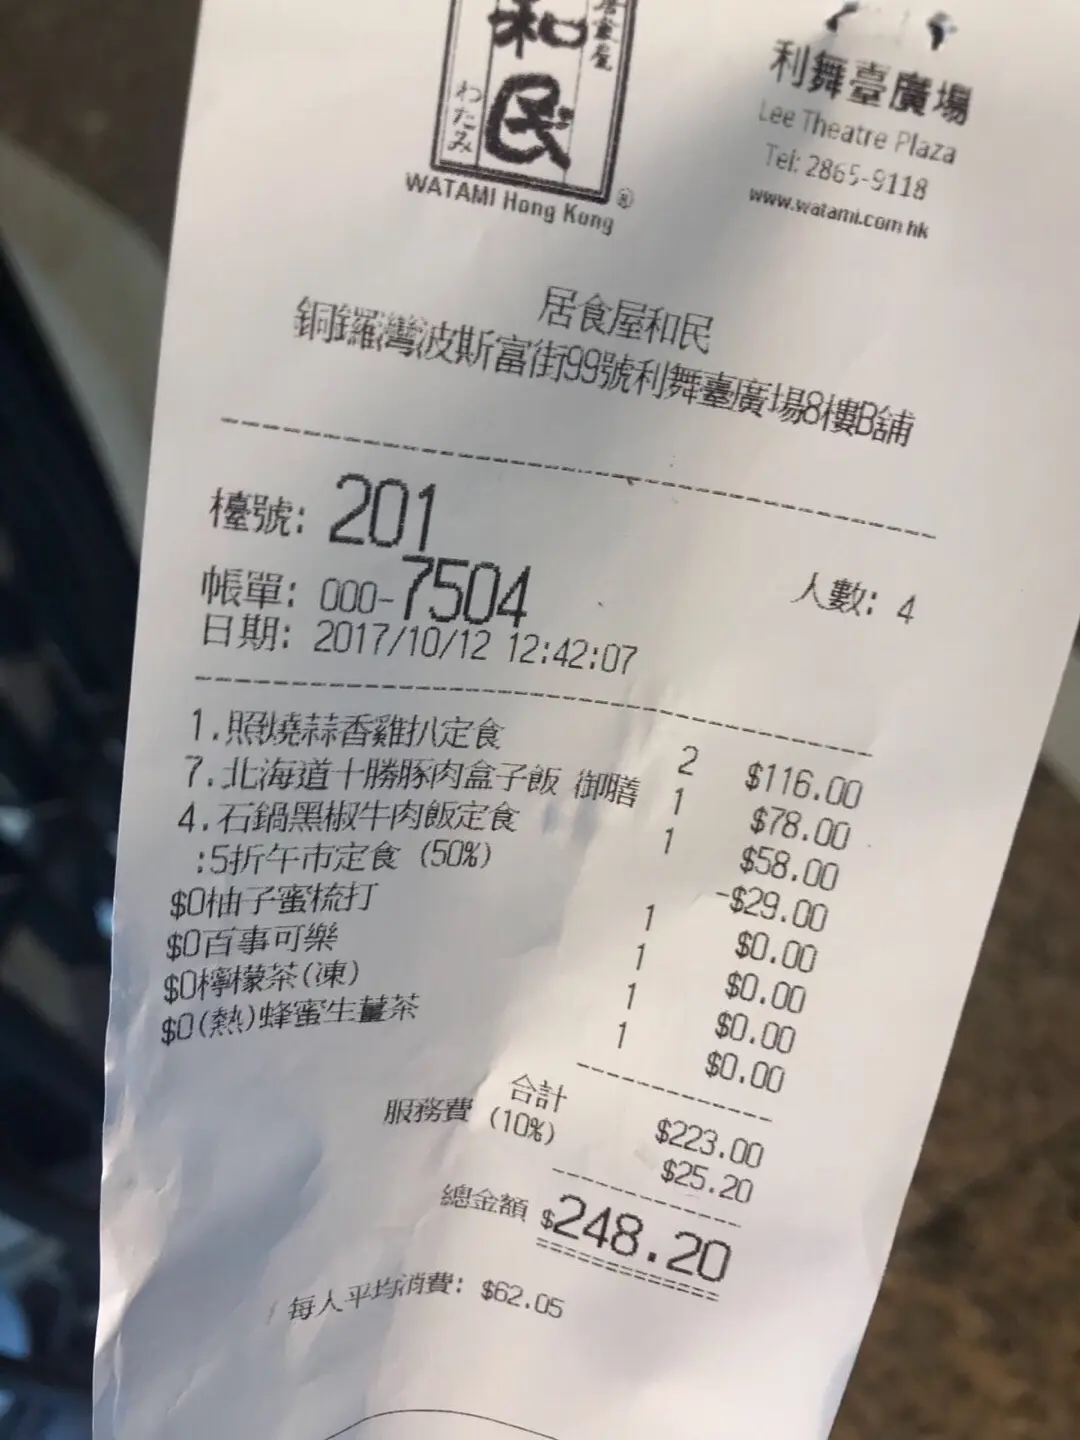 居食屋
和民
わたみ
WATAMI Hong Kong
®
利舞臺廣場
Lee Theatre Plaza
Tel: 2865-9118
www.watami.com.hk
居食屋和民
銅鑼灣波斯富街99號利舞臺廣場8樓B舖
檯號: 201
帳單: 000-7504
人數: 4
日期: 2017/10/12 12:42:07
1.照燒蒜香雞扒定食 2 $116.00
7.北海道十勝豚肉盒子飯 御膳 1 $78.00
4.石鍋黑椒牛肉飯定食 1 $58.00
:5折午市定食 (50%) -$29.00
$0柚子蜜梳打 1 $0.00
$0百事可樂 1 $0.00
$0檸檬茶(凍) 1 $0.00
$0(熱)蜂蜜生薑茶 1 $0.00
合計 $223.00
服務費 (10%) $25.20
總金額 $248.20
每人平均消費: $62.05